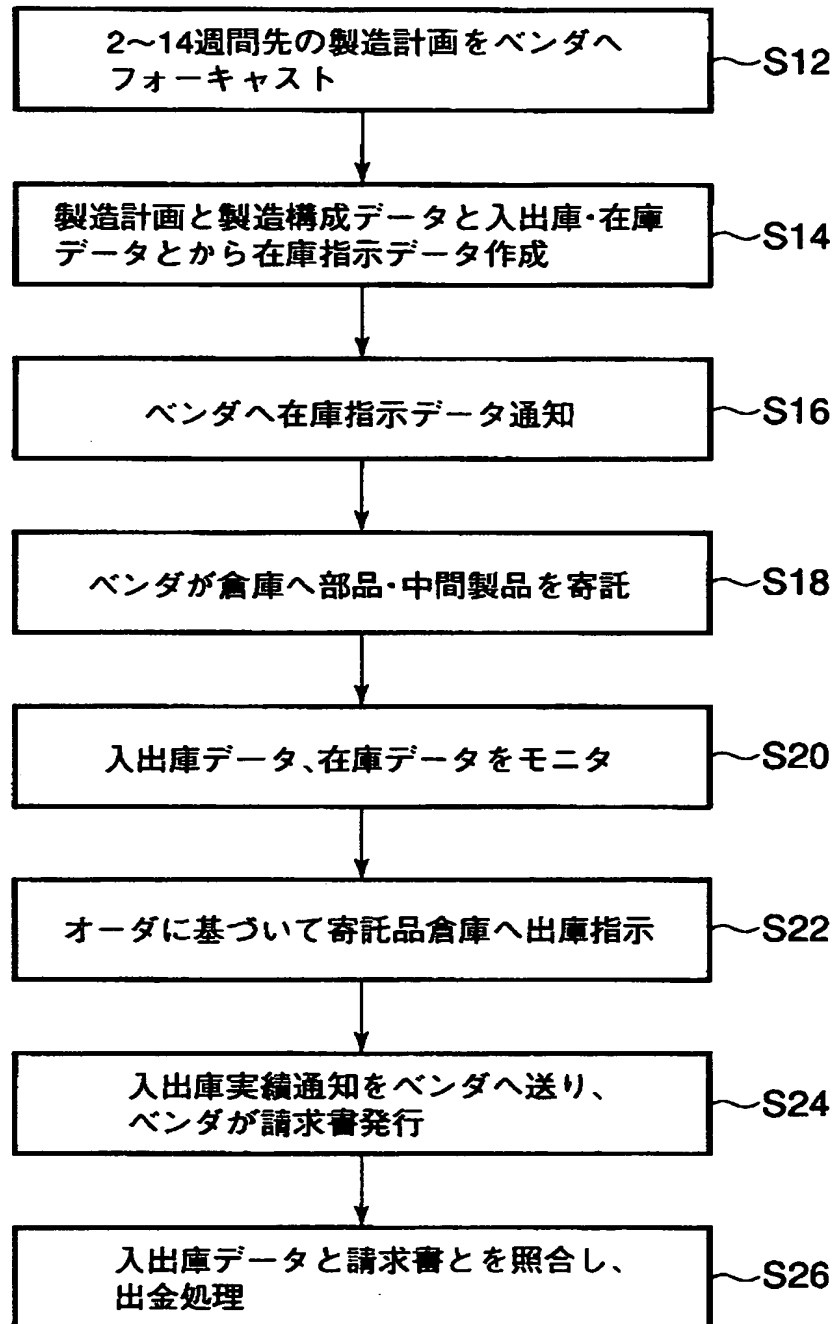 2～14週間先の製造計画をベンダへ
フォーキャスト
S12
製造計画と製造構成データと入出庫・在庫
データとから在庫指示データ作成
S14
ベンダへ在庫指示データ通知
S16
ベンダが倉庫へ部品・中間製品を寄託
S18
入出庫データ、在庫データをモニタ
S20
オーダに基づいて寄託品倉庫へ出庫指示
S22
入出庫実績通知をベンダへ送り、
ベンダが請求書発行
S24
入出庫データと請求書とを照合し、
出金処理
S26